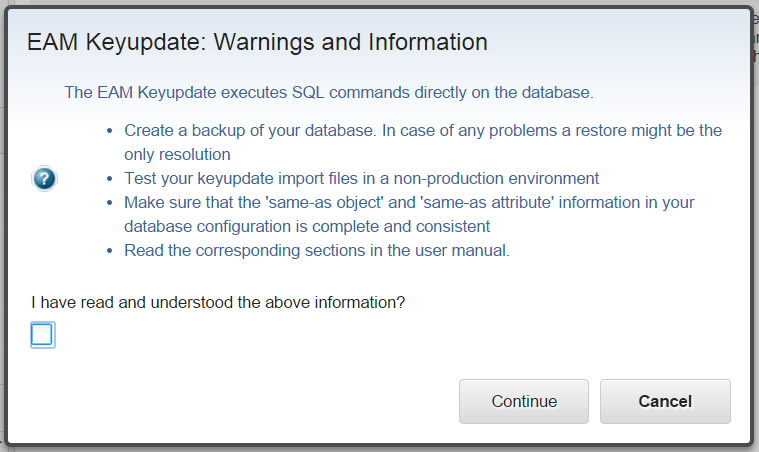 EAM Keyupdate: Warnings and Information
The EAM Keyupdate executes SQL commands directly on the database.
• Create a backup of your database. In case of any problems a restore might be the
only resolution
• Test your keyupdate import files in a non-production environment
• Make sure that the 'same-as object' and 'same-as attribute' information in your
database configuration is complete and consistent
• Read the corresponding sections in the user manual.
I have read and understood the above information?
Continue
Cancel